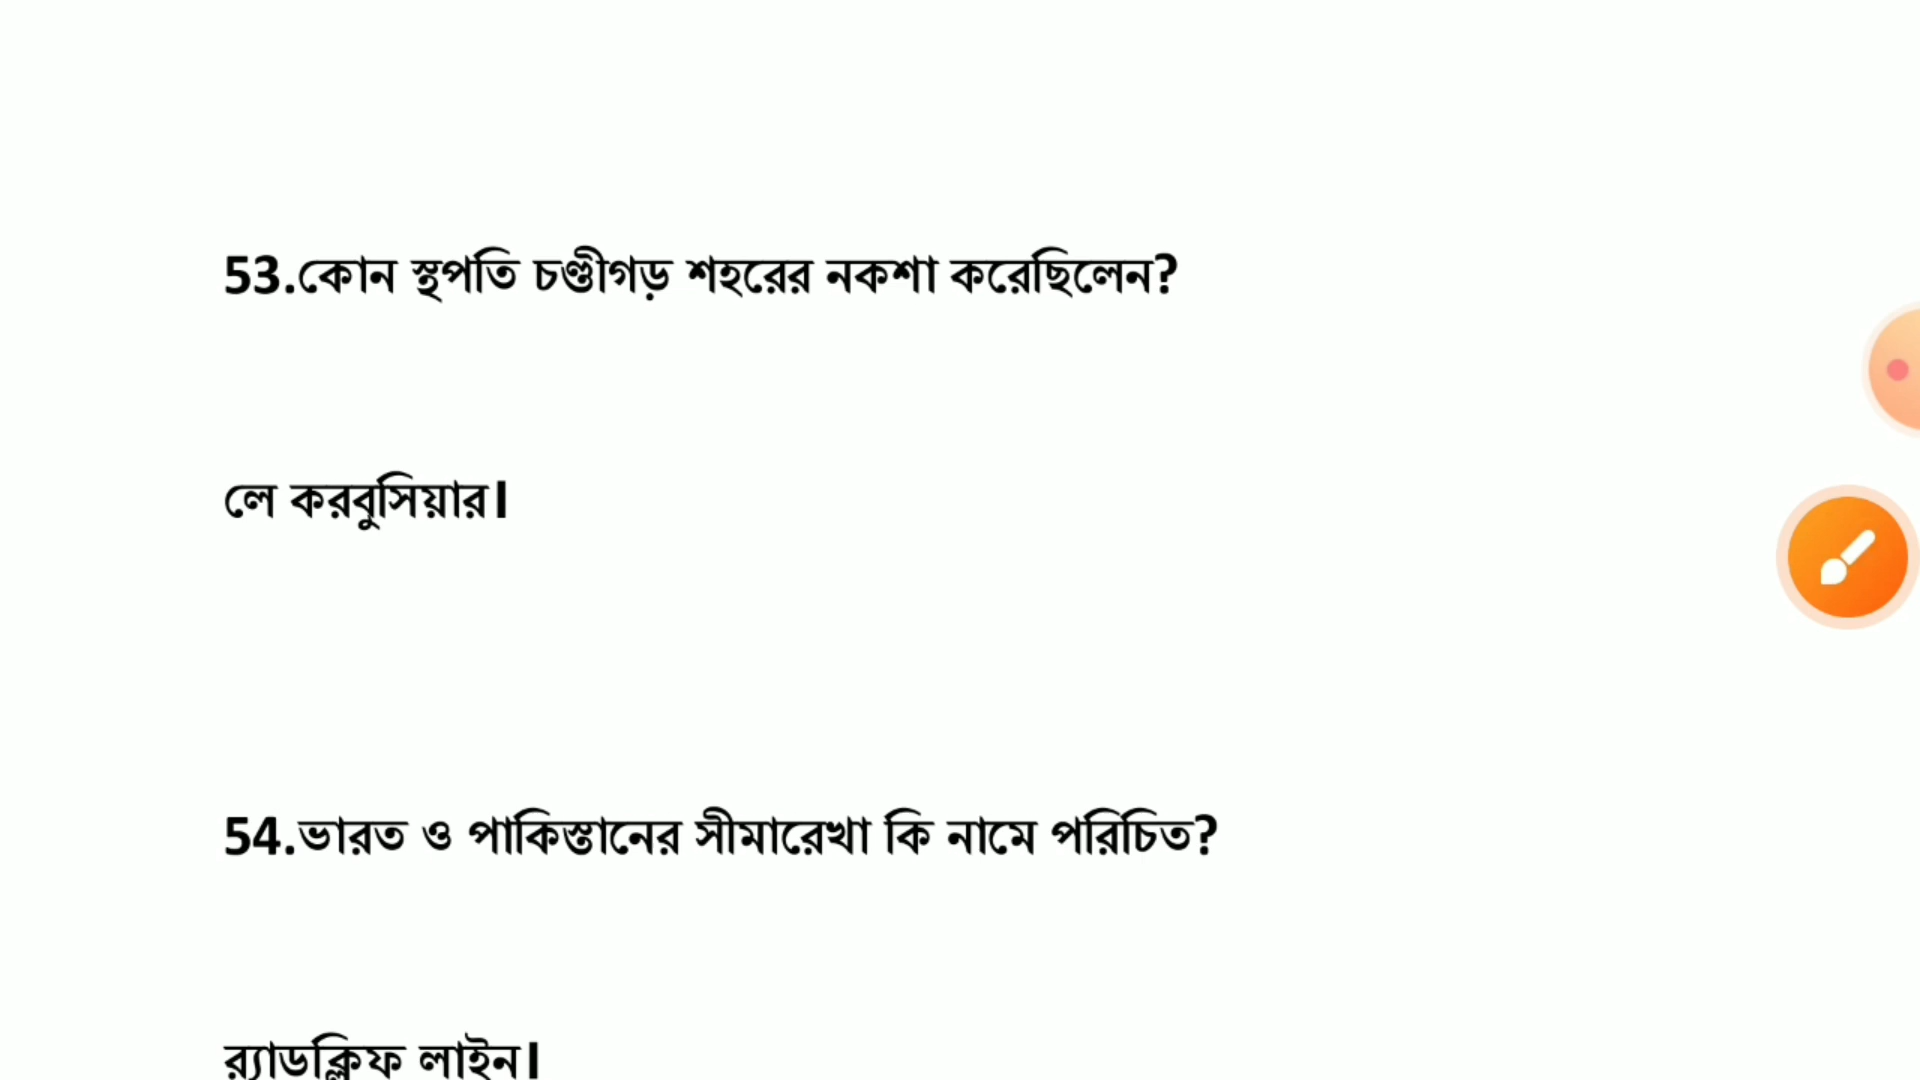 53.কোন স্থপতি চণ্ডীগড় শহরের নকশা করেছিলেন?
লে করবুসিয়ার।
54.ভারত ও পাকিস্তানের সীমারেখা কি নামে পরিচিত?
র‍্যাডক্লিফ লাইন।